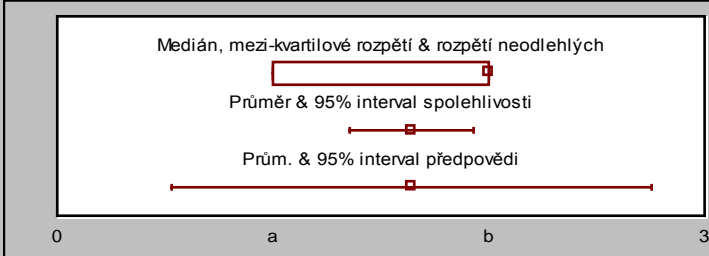 Medián, mezi-kvartilové rozpětí & rozpětí neodlehlých
Průměr & 95% interval spolehlivosti
Prům. & 95% interval předpovědi
0 a b 3